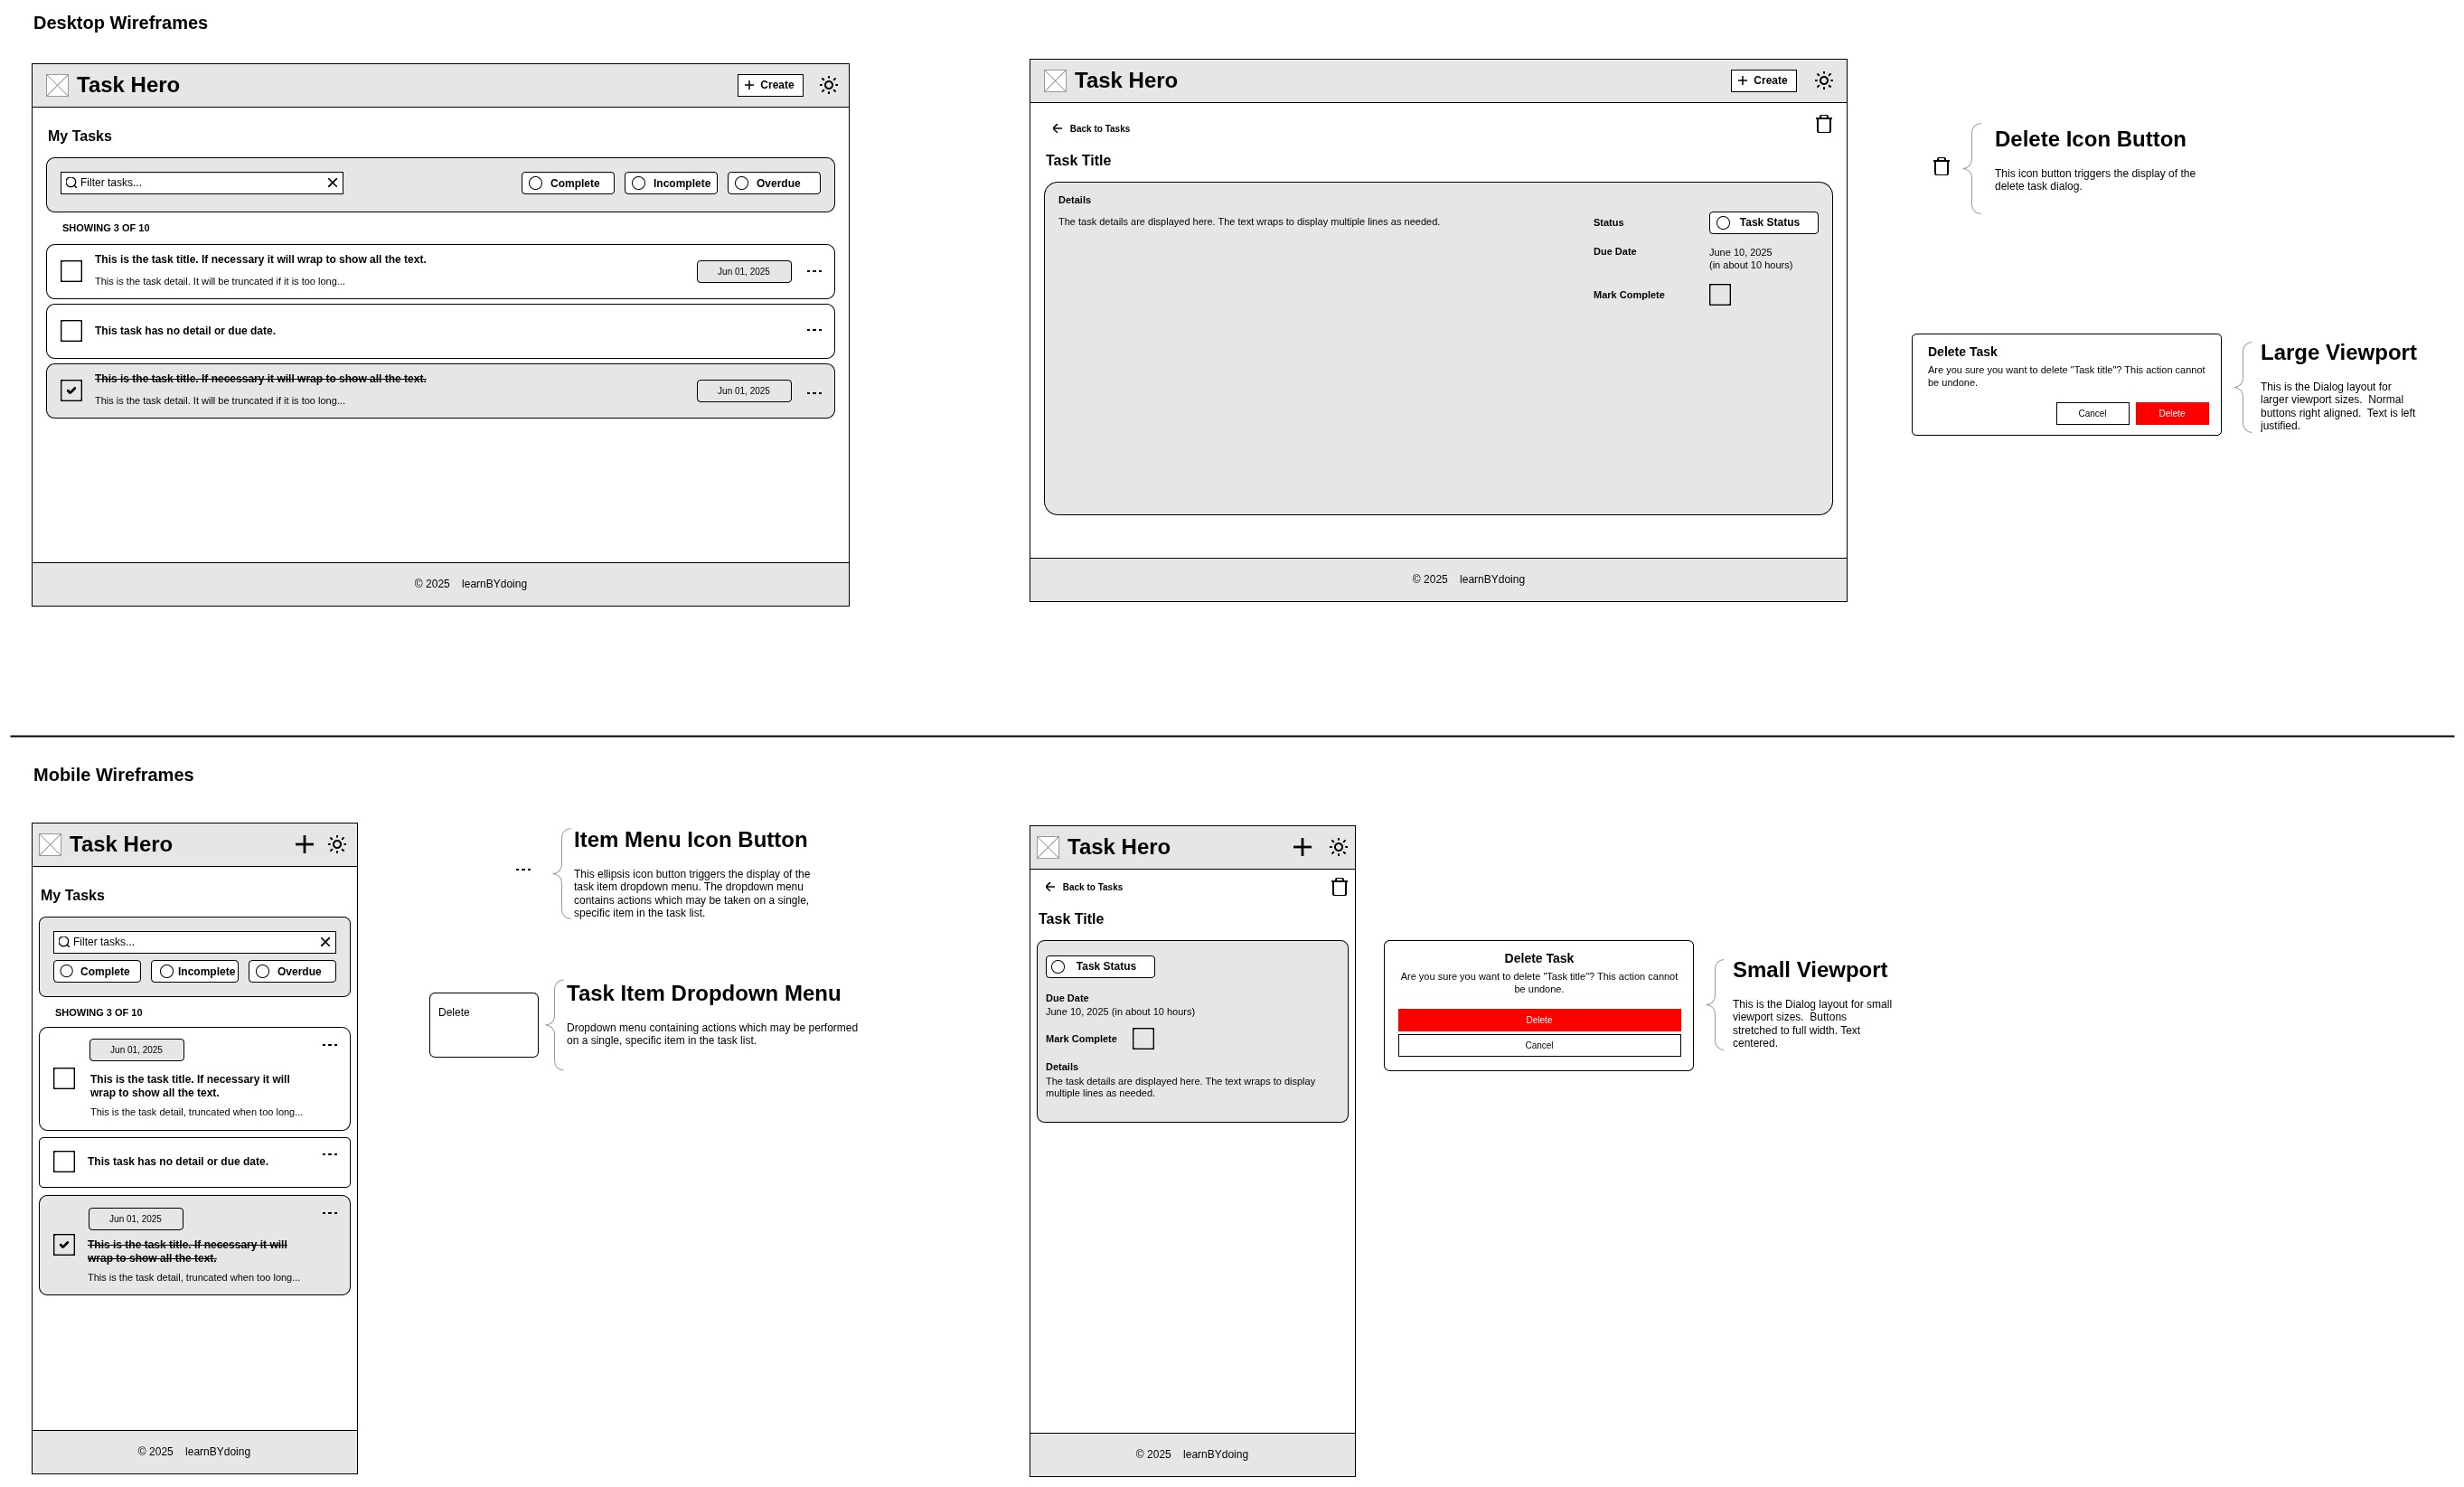 Desktop Wireframes
Task Hero
Create
My Tasks
Filter tasks...
Complete
Incomplete
Overdue
SHOWING 3 OF 10
This is the task title. If necessary it will wrap to show all the text.
This is the task detail. It will be truncated if it is too long...
Jun 01, 2025
This task has no detail or due date.
This is the task title. If necessary it will wrap to show all the text.
This is the task detail. It will be truncated if it is too long...
Jun 01, 2025
© 2025 learnBYdoing
Task Hero
Create
Back to Tasks
Task Title
Details
The task details are displayed here. The text wraps to display multiple lines as needed.
Status
Task Status
Due Date
June 10, 2025
(in about 10 hours)
Mark Complete
© 2025 learnBYdoing
Delete Icon Button
This icon button triggers the display of the
delete task dialog.
Delete Task
Are you sure you want to delete "Task title"? This action cannot
be undone.
Cancel
Delete
Large Viewport
This is the Dialog layout for
larger viewport sizes. Normal
buttons right aligned. Text is left
justified.
Mobile Wireframes
Task Hero
My Tasks
Filter tasks...
Complete
Incomplete
Overdue
SHOWING 3 OF 10
Jun 01, 2025
This is the task title. If necessary it will
wrap to show all the text.
This is the task detail, truncated when too long...
This task has no detail or due date.
Jun 01, 2025
This is the task title. If necessary it will
wrap to show all the text.
This is the task detail, truncated when too long...
© 2025 learnBYdoing
Item Menu Icon Button
This ellipsis icon button triggers the display of the
task item dropdown menu. The dropdown menu
contains actions which may be taken on a single,
specific item in the task list.
Delete
Task Item Dropdown Menu
Dropdown menu containing actions which may be performed
on a single, specific item in the task list.
Task Hero
Back to Tasks
Task Title
Task Status
Due Date
June 10, 2025 (in about 10 hours)
Mark Complete
Details
The task details are displayed here. The text wraps to display
multiple lines as needed.
© 2025 learnBYdoing
Delete Task
Are you sure you want to delete "Task title"? This action cannot
be undone.
Delete
Cancel
Small Viewport
This is the Dialog layout for small
viewport sizes. Buttons
stretched to full width. Text
centered.